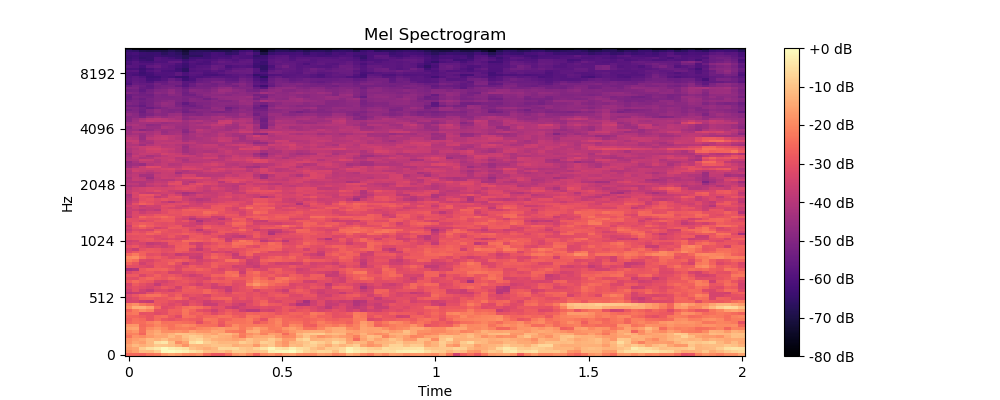 Mel Spectrogram
Hz
8192
4096
2048
1024
512
0
0 0.5 1 1.5 2
Time
+0 dB
-10 dB
-20 dB
-30 dB
-40 dB
-50 dB
-60 dB
-70 dB
-80 dB